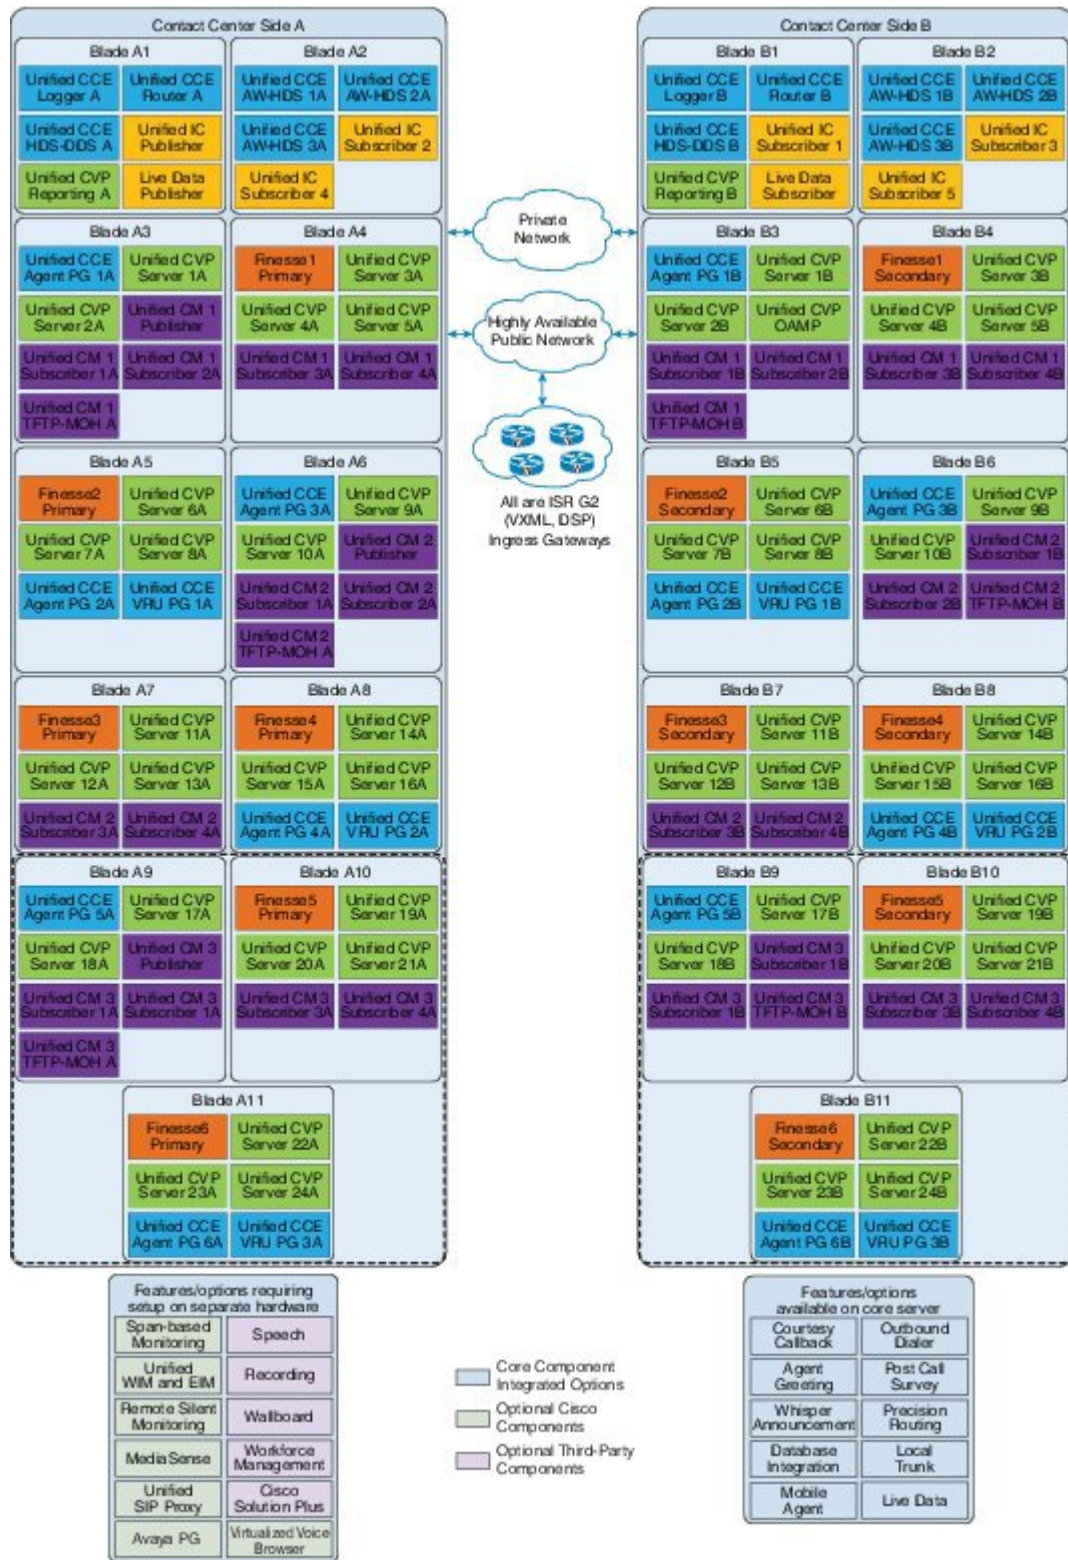 Contact Center Side A
Blade A1
Unified CCE
Logger A
Unified CCE
Router A
Unified CCE
HDS-DDS A
Unified IC
Publisher
Unified CVP
Reporting A
Live Data
Publisher
Blade A2
Unified CCE
AW-HDS 1A
Unified CCE
AW-HDS 2A
Unified CCE
AW-HDS 3A
Unified IC
Subscriber 2
Unified IC
Subscriber 4
Blade A3
Unified CCE
Agent PG 1A
Unified CVP
Server 1A
Unified CVP
Server 2A
Unified CM 1
Publisher
Unified CM 1
Subscriber 1A
Unified CM 1
Subscriber 2A
Unified CM 1
TFTP-MOH A
Blade A4
Finesse1
Primary
Unified CVP
Server 3A
Unified CVP
Server 4A
Unified CVP
Server 5A
Unified CM 1
Subscriber 3A
Unified CM 1
Subscriber 4A
Blade A5
Finesse2
Primary
Unified CVP
Server 6A
Unified CVP
Server 7A
Unified CVP
Server 8A
Unified CCE
Agent PG 2A
Unified CCE
VRU PG 1A
Blade A6
Unified CCE
Agent PG 3A
Unified CVP
Server 9A
Unified CVP
Server 10A
Unified CM 2
Publisher
Unified CM 2
Subscriber 1A
Unified CM 2
Subscriber 2A
Unified CM 2
TFTP-MOH A
Blade A7
Finesse3
Primary
Unified CVP
Server 11A
Unified CVP
Server 12A
Unified CVP
Server 13A
Unified CM 2
Subscriber 3A
Unified CM 2
Subscriber 4A
Blade A8
Finesse4
Primary
Unified CVP
Server 14A
Unified CVP
Server 15A
Unified CVP
Server 16A
Unified CCE
Agent PG 4A
Unified CCE
VRU PG 2A
Blade A9
Unified CCE
Agent PG 5A
Unified CVP
Server 17A
Unified CVP
Server 18A
Unified CM 3
Publisher
Unified CM 3
Subscriber 1A
Unified CM 3
Subscriber 1A
Unified CM 3
TFTP-MOH A
Blade A10
Finesse5
Primary
Unified CVP
Server 19A
Unified CVP
Server 20A
Unified CVP
Server 21A
Unified CM 3
Subscriber 3A
Unified CM 3
Subscriber 4A
Blade A11
Finesse6
Primary
Unified CVP
Server 22A
Unified CVP
Server 23A
Unified CVP
Server 24A
Unified CCE
Agent PG 6A
Unified CCE
VRU PG 3A
Private
Network
Highly Available
Public Network
All are ISR G2
(VXML, DSP)
Ingress Gateways
Contact Center Side B
Blade B1
Unified CCE
Logger B
Unified CCE
Router B
Unified CCE
HDS-DDS B
Unified IC
Subscriber 1
Unified CVP
Reporting B
Live Data
Subscriber
Blade B2
Unified CCE
AW-HDS 1B
Unified CCE
AW-HDS 2B
Unified CCE
AW-HDS 3B
Unified IC
Subscriber 3
Unified IC
Subscriber 5
Blade B3
Unified CCE
Agent PG 1B
Unified CVP
Server 1B
Unified CVP
Server 2B
Unified CVP
OAMP
Unified CM 1
Subscriber 1B
Unified CM 1
Subscriber 2B
Unified CM 1
TFTP-MOH B
Blade B4
Finesse1
Secondary
Unified CVP
Server 3B
Unified CVP
Server 4B
Unified CVP
Server 5B
Unified CM 1
Subscriber 3B
Unified CM 1
Subscriber 4B
Blade B5
Finesse2
Secondary
Unified CVP
Server 6B
Unified CVP
Server 7B
Unified CVP
Server 8B
Unified CCE
Agent PG 2B
Unified CCE
VRU PG 1B
Blade B6
Unified CCE
Agent PG 3B
Unified CVP
Server 9B
Unified CVP
Server 10B
Unified CM 2
Subscriber 1B
Unified CM 2
Subscriber 2B
Unified CM 2
TFTP-MOH B
Blade B7
Finesse3
Secondary
Unified CVP
Server 11B
Unified CVP
Server 12B
Unified CVP
Server 13B
Unified CM 2
Subscriber 3B
Unified CM 2
Subscriber 4B
Blade B8
Finesse4
Secondary
Unified CVP
Server 14B
Unified CVP
Server 15B
Unified CVP
Server 16B
Unified CCE
Agent PG 4B
Unified CCE
VRU PG 2B
Blade B9
Unified CCE
Agent PG 5B
Unified CVP
Server 17B
Unified CVP
Server 18B
Unified CM 3
Subscriber 1B
Unified CM 3
Subscriber 1B
Unified CM 3
TFTP-MOH B
Blade B10
Finesse5
Secondary
Unified CVP
Server 19B
Unified CVP
Server 20B
Unified CVP
Server 21B
Unified CM 3
Subscriber 3B
Unified CM 3
Subscriber 4B
Blade B11
Finesse6
Secondary
Unified CVP
Server 22B
Unified CVP
Server 23B
Unified CVP
Server 24B
Unified CCE
Agent PG 6B
Unified CCE
VRU PG 3B
Features/options requiring
setup on separate hardware
Span-based
Monitoring
Speech
Unified
WIM and EIM
Recording
Remote Silent
Monitoring
Wallboard
MediaSense
Workforce
Management
Unified
SIP Proxy
Cisco
Solution Plus
Avaya PG
Virtualized Voice
Browser
Core Component
Integrated Options
Optional Cisco
Components
Optional Third-Party
Components
Features/options
available on core server
Courtesy
Callback
Outbound
Dialer
Agent
Greeting
Post Call
Survey
Whisper
Announcement
Precision
Routing
Database
Integration
Local
Trunk
Mobile
Agent
Live Data